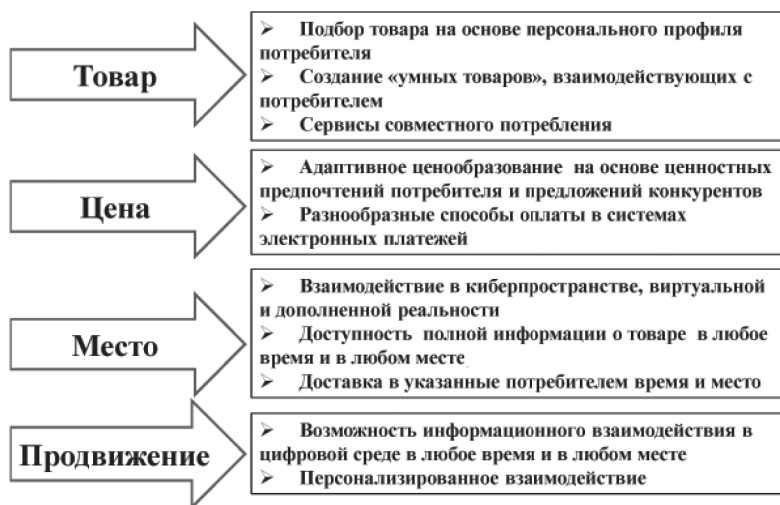 Товар
➢ Подбор товара на основе персонального профиля
потребителя
➢ Создание «умных товаров», взаимодействующих с
потребителем
➢ Сервисы совместного потребления
Цена
➢ Адаптивное ценообразование на основе ценностных
предпочтений потребителя и предложений конкурентов
➢ Разнообразные способы оплаты в системах
электронных платежей
Место
➢ Взаимодействие в киберпространстве, виртуальной
и дополненной реальности
➢ Доступность полной информации о товаре в любое
время и в любом месте
➢ Доставка в указанные потребителем время и место
Продвижение
➢ Возможность информационного взаимодействия в
цифровой среде в любое время и в любом месте
➢ Персонализированное взаимодействие